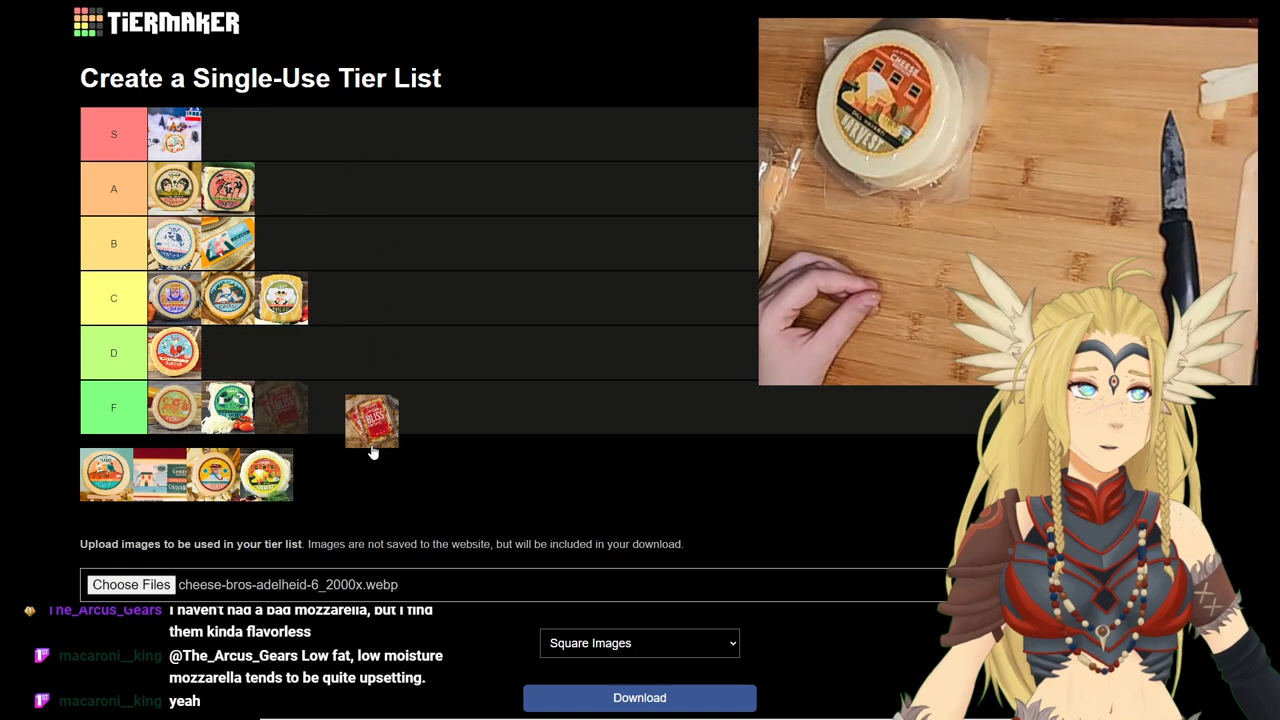 TIERMAKER
Create a Single-Use Tier List
S
A
B
C
D
F
CHEESE
HARVEST
BLISS
Upload images to be used in your tier list. Images are not saved to the website, but will be included in your download.
Choose Files cheese-bros-adelheid-6_2000x.webp
The_Arcus_Gears I haven't had a bad mozzarella, but I find
them kinda flavorless
macaroni__king @The_Arcus_Gears Low fat, low moisture
mozzarella tends to be quite upsetting.
macaroni__king yeah
Square Images
Download